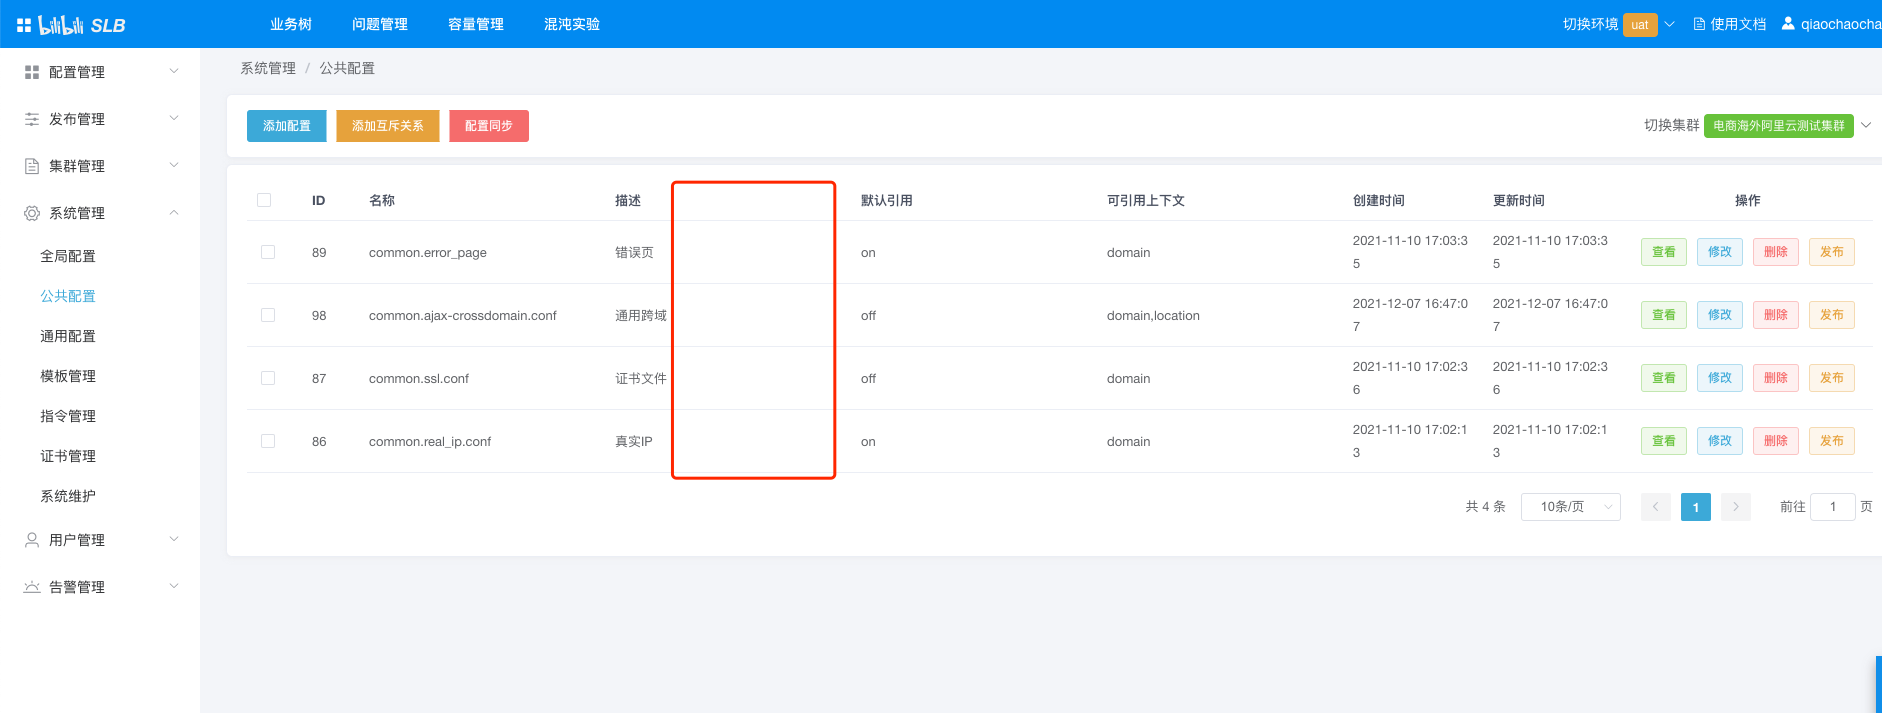 bilibili SLB
业务树
问题管理
容量管理
混沌实验
切换环境 uat
使用文档
qiaochaocha
配置管理
发布管理
集群管理
系统管理
全局配置
公共配置
通用配置
模板管理
指令管理
证书管理
系统维护
用户管理
告警管理
系统管理 / 公共配置
添加配置
添加互斥关系
配置同步
切换集群 电商海外阿里云测试集群
ID 名称 描述 默认引用 可引用上下文 创建时间 更新时间 操作
89 common.error_page 错误页 on domain 2021-11-10 17:03:35 2021-11-10 17:03:35 查看 修改 删除 发布
98 common.ajax-crossdomain.conf 通用跨域 off domain,location 2021-12-07 16:47:07 2021-12-07 16:47:07 查看 修改 删除 发布
87 common.ssl.conf 证书文件 off domain 2021-11-10 17:02:36 2021-11-10 17:02:36 查看 修改 删除 发布
86 common.real_ip.conf 真实IP on domain 2021-11-10 17:02:13 2021-11-10 17:02:13 查看 修改 删除 发布
共 4 条 10条/页 1 前往 1 页